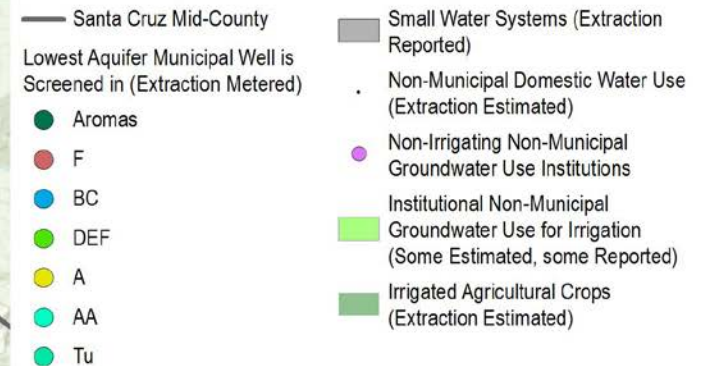 Santa Cruz Mid-County
Lowest Aquifer Municipal Well is
Screened in (Extraction Metered)
Aromas
F
BC
DEF
A
AA
Tu
Small Water Systems (Extraction
Reported)
Non-Municipal Domestic Water Use
(Extraction Estimated)
Non-Irrigating Non-Municipal
Groundwater Use Institutions
Institutional Non-Municipal
Groundwater Use for Irrigation
(Some Estimated, some Reported)
Irrigated Agricultural Crops
(Extraction Estimated)